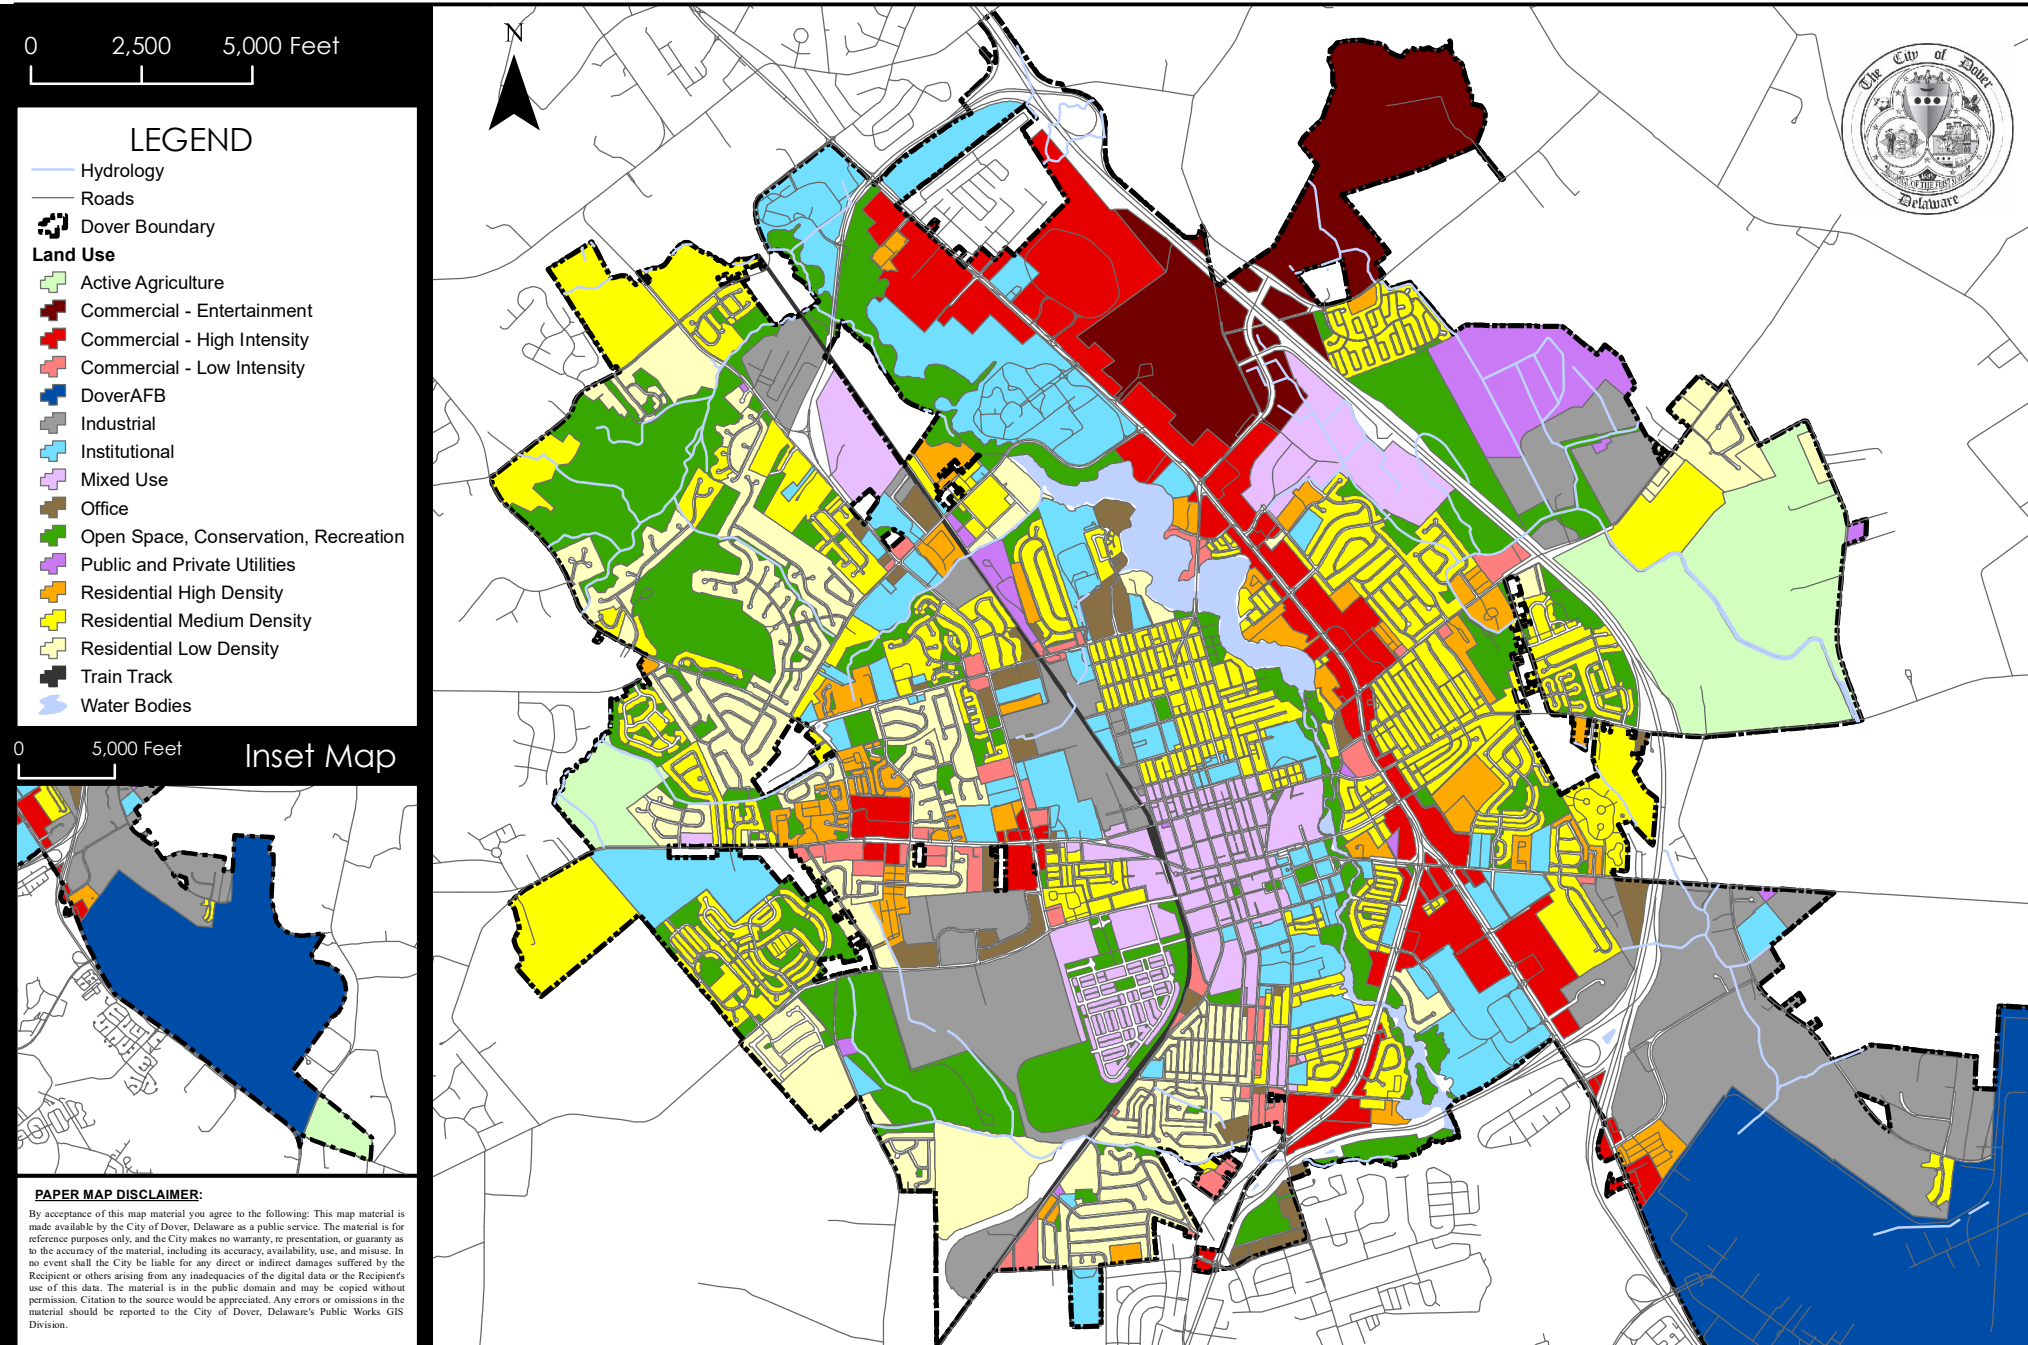 0 2,500 5,000 Feet
LEGEND
Hydrology
Roads
Dover Boundary
Land Use
Active Agriculture
Commercial - Entertainment
Commercial - High Intensity
Commercial - Low Intensity
DoverAFB
Industrial
Institutional
Mixed Use
Office
Open Space, Conservation, Recreation
Public and Private Utilities
Residential High Density
Residential Medium Density
Residential Low Density
Train Track
Water Bodies
0 5,000 Feet
Inset Map
PAPER MAP DISCLAIMER:
By acceptance of this map material you agree to the following: This map material is
made available by the City of Dover, Delaware as a public service. The material is for
reference purposes only, and the City makes no warranty, re presentation, or guaranty as
to the accuracy of the material, including its accuracy, availability, use, and misuse. In
no event shall the City be liable for any direct or indirect damages suffered by the
Recipient or others arising from any inadequacies of the digital data or the Recipient's
use of this data. The material is in the public domain and may be copied without
permission. Citation to the source would be appreciated. Any errors or omissions in the
material should be reported to the City of Dover, Delaware's Public Works GIS
Division.
N
The City of Dover
Delaware